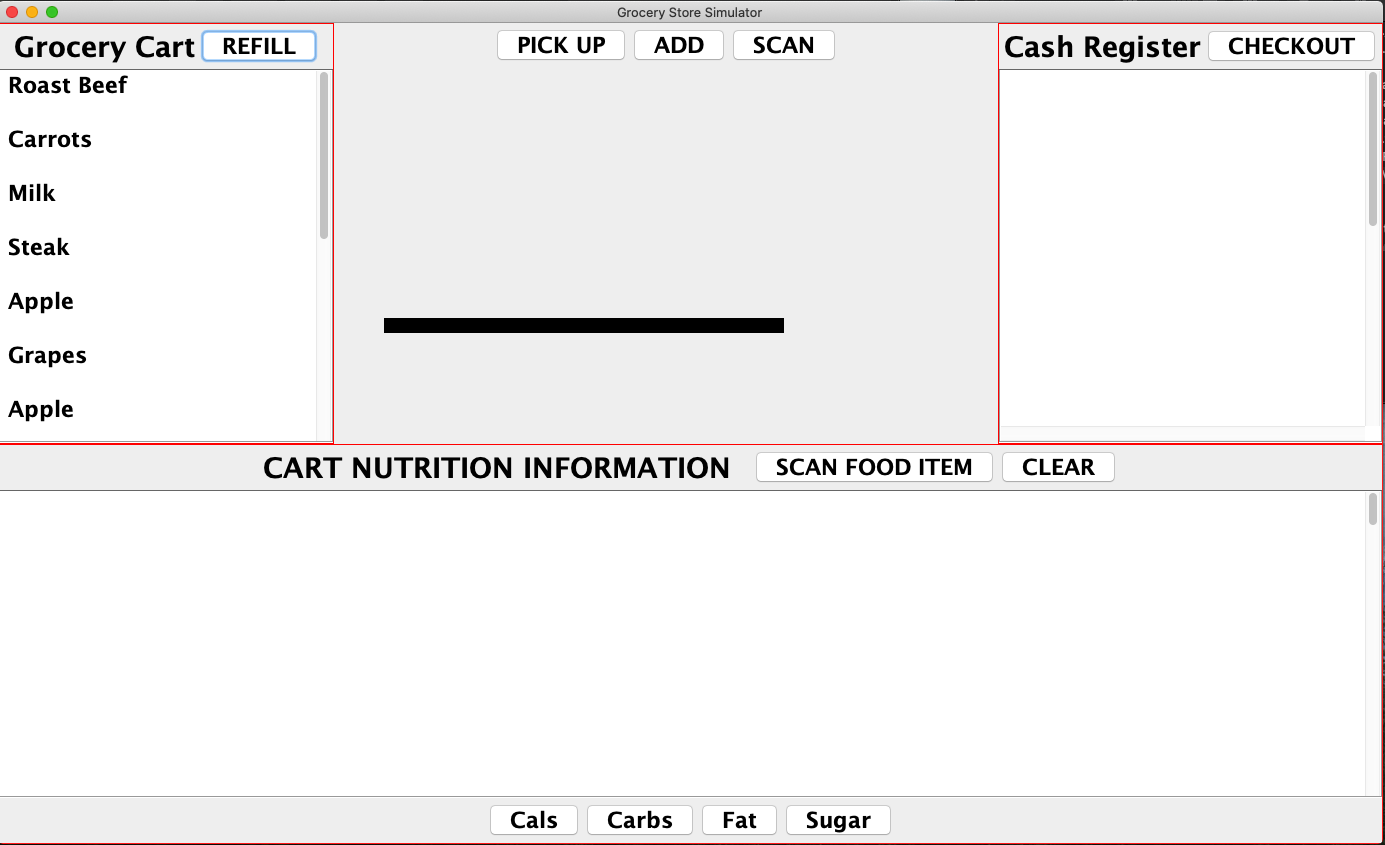 Grocery Store Simulator
Grocery Cart REFILL
PICK UP ADD SCAN
Cash Register CHECKOUT
Roast Beef
Carrots
Milk
Steak
Apple
Grapes
Apple
CART NUTRITION INFORMATION SCAN FOOD ITEM CLEAR
Cals Carbs Fat Sugar